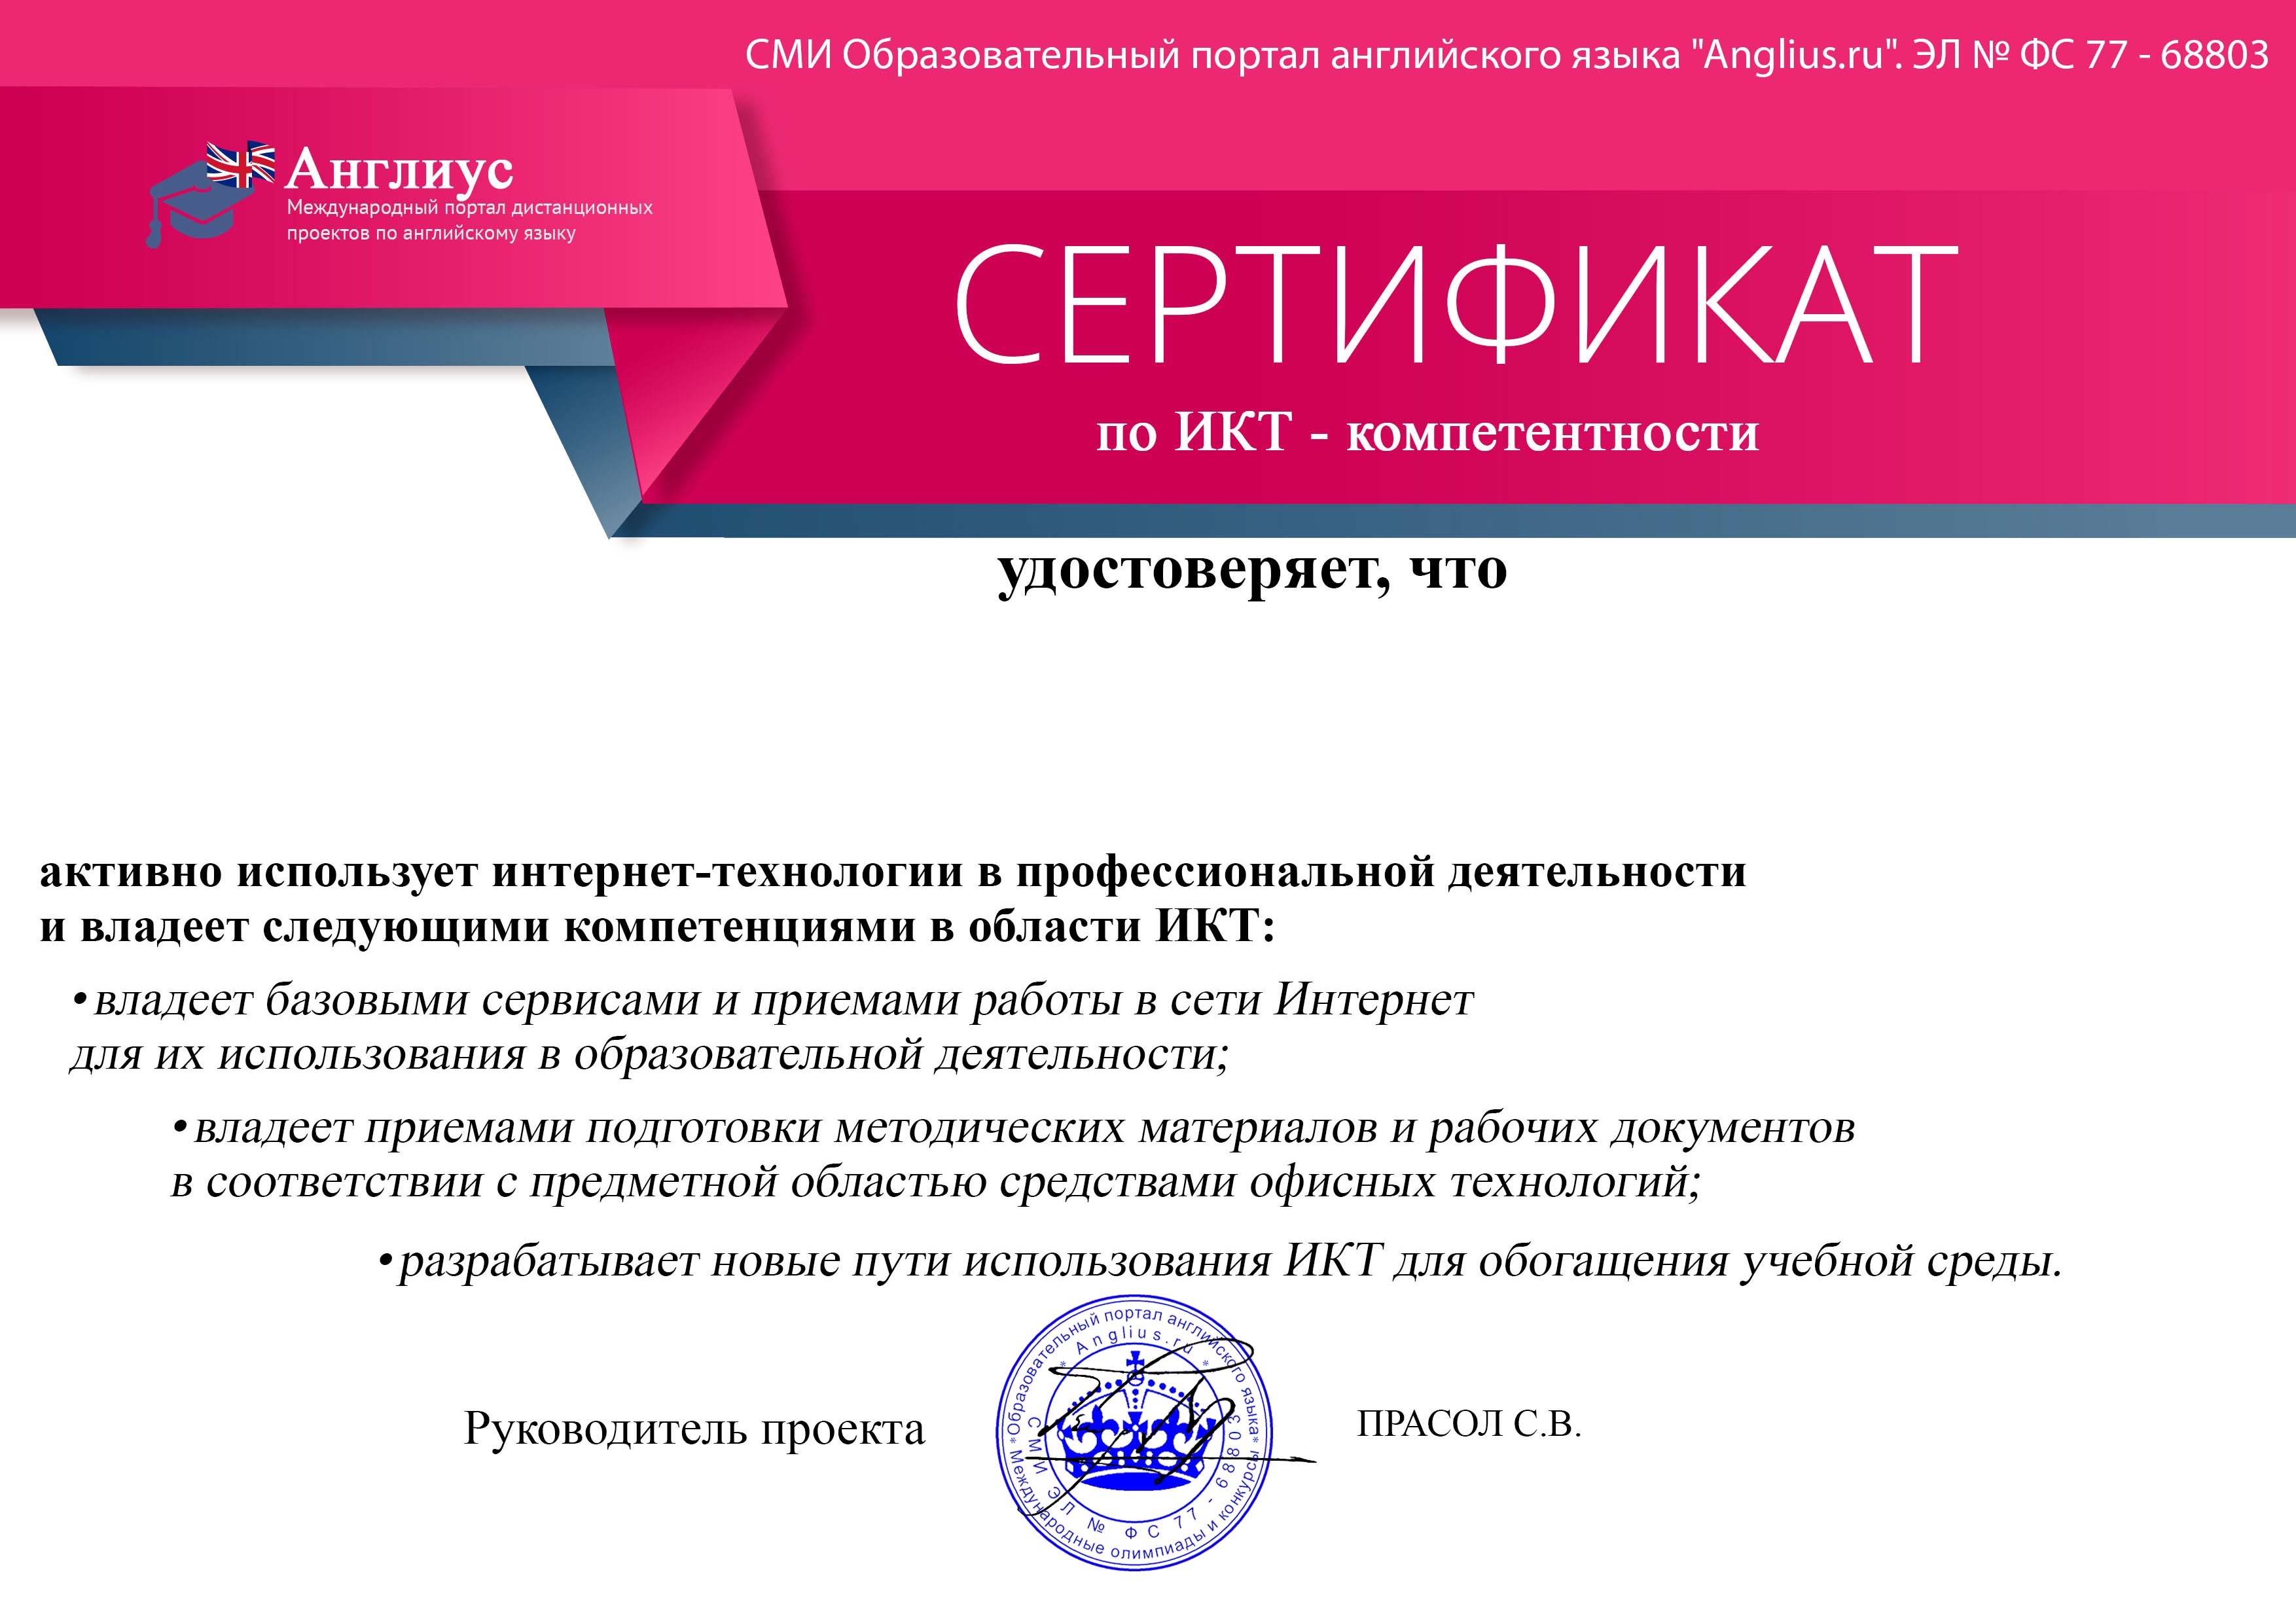 СМИ Образовательный портал английского языка "Anglius.ru". ЭЛ № ФС 77 - 68803
Англиус
Международный портал дистанционных
проектов по английскому языку
СЕРТИФИКАТ
по ИКТ - компетентности
удостоверяет, что
активно использует интернет-технологии в профессиональной деятельности
и владеет следующими компетенциями в области ИКТ:
• владеет базовыми сервисами и приемами работы в сети Интернет
для их использования в образовательной деятельности;
• владеет приемами подготовки методических материалов и рабочих документов
в соответствии с предметной областью средствами офисных технологий;
• разрабатывает новые пути использования ИКТ для обогащения учебной среды.
Руководитель проекта
ПРАСОЛ С.В.
*Образовательный портал английского языка*
* Anglius.ru *
СМИ ЭЛ № ФС 77 - 68803
Международные олимпиады и конкурсы